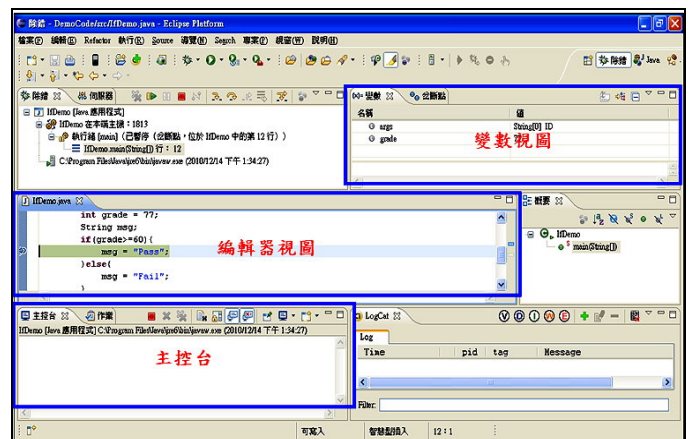 除錯 - DemoCode/src/IfDemo.java - Eclipse Platform
檔案(F) 編輯(E) Refactor 執行(R) Source 導覽(N) Search 專案(P) 視窗(W) 說明(H)
除錯 Java
除錯 伺服器
IfDemo [Java 應用程式]
IfDemo 在本端主機：1813
執行緒 [main]（已暫停（岔斷點，位於 IfDemo 中的第 12 行））
IfDemo.main(String[]) 行：12
C:\Program Files\Java\jre6\bin\javaw.exe (2010/12/14 下午 1:34:27)
變數 岔斷點
名稱 值
args String[0] ID
grade
變數視圖
IfDemo.java
int grade = 77;
String msg;
if(grade>=60){
msg = "Pass";
}else{
msg = "Fail";
}
編輯器視圖
概要
IfDemo
main(String[])
主控台 作業
IfDemo [Java 應用程式] C:\Program Files\Java\jre6\bin\javaw.exe (2010/12/14 下午 1:34:27)
主控台
LogCat
Log
Time pid tag Message
Filter:
可寫入 智慧型插入 12:1